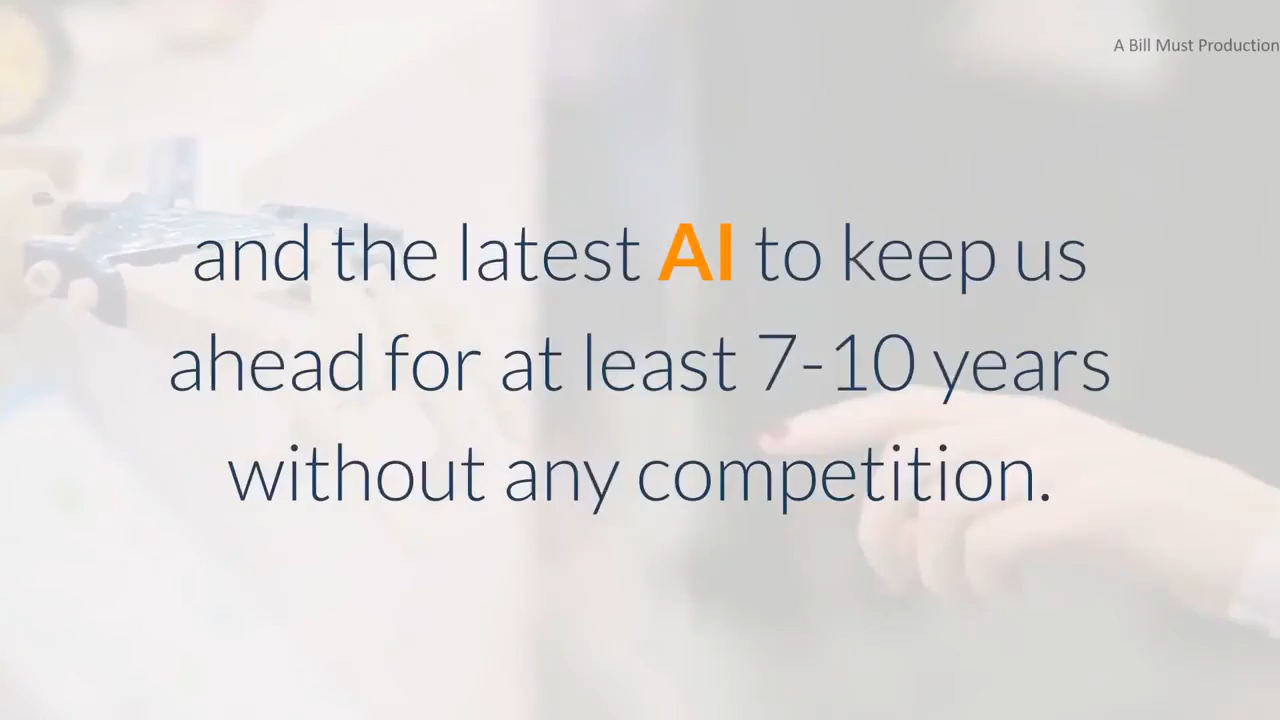 A Bill Must Production
and the latest AI to keep us
ahead for at least 7-10 years
without any competition.